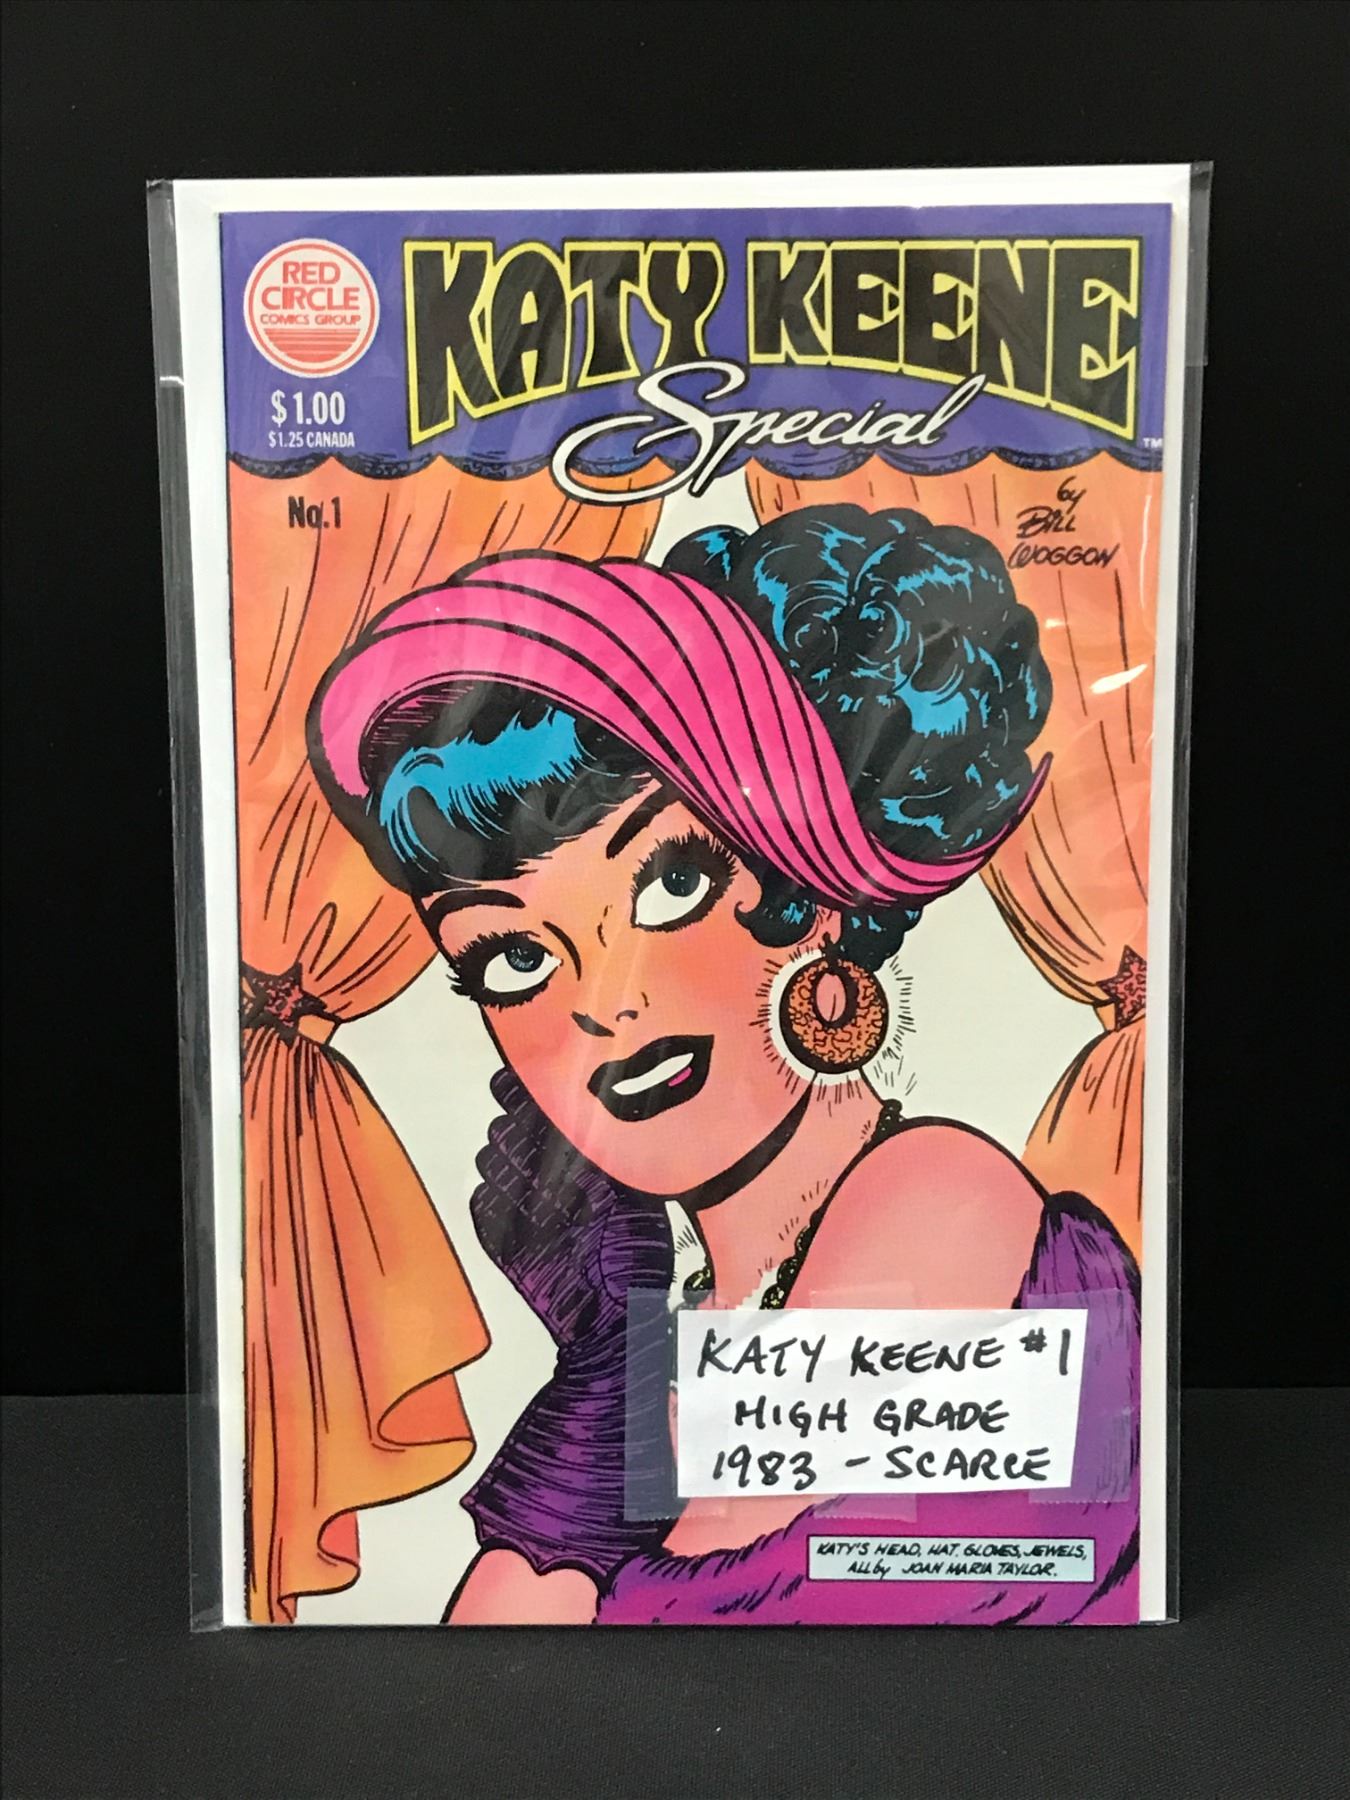 RED
CIRCLE
COMICS GROUP
KATY KEENE
Special
TM
$1.00
$1.25 CANADA
No.1
by
BILL
WOGGON
KATY KEENE #1
HIGH GRADE
1983 - SCARCE
KATY'S HEAD, HAT, GLOVES, JEWELS,
ALL by JOAN MARIA TAYLOR.